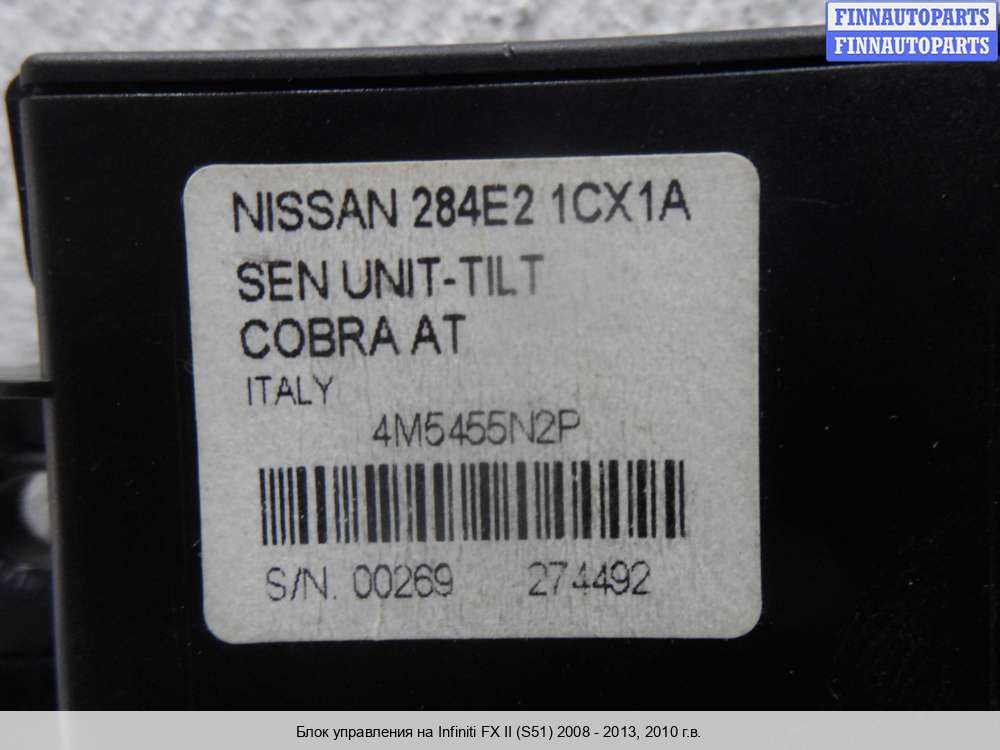 FINNAUTOPARTS
FINNAUTOPARTS
NISSAN 284E2 1CX1A
SEN UNIT-TILT
COBRA AT
ITALY
4M5455N2P
S/N. 00269 274492
Блок управления на Infiniti FX II (S51) 2008 - 2013, 2010 г.в.